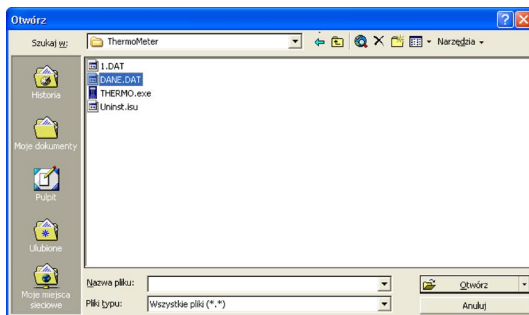 Otwórz
Szukaj w: ThermoMeter Narzędzia
1.DAT
DANE.DAT
THERMO.exe
Uninst.isu
Historia
Moje dokumenty
Pulpit
Ulubione
Moje miejsca
sieciowe
Nazwa pliku: Otwórz
Pliki typu: Wszystkie pliki (*.*) Anuluj